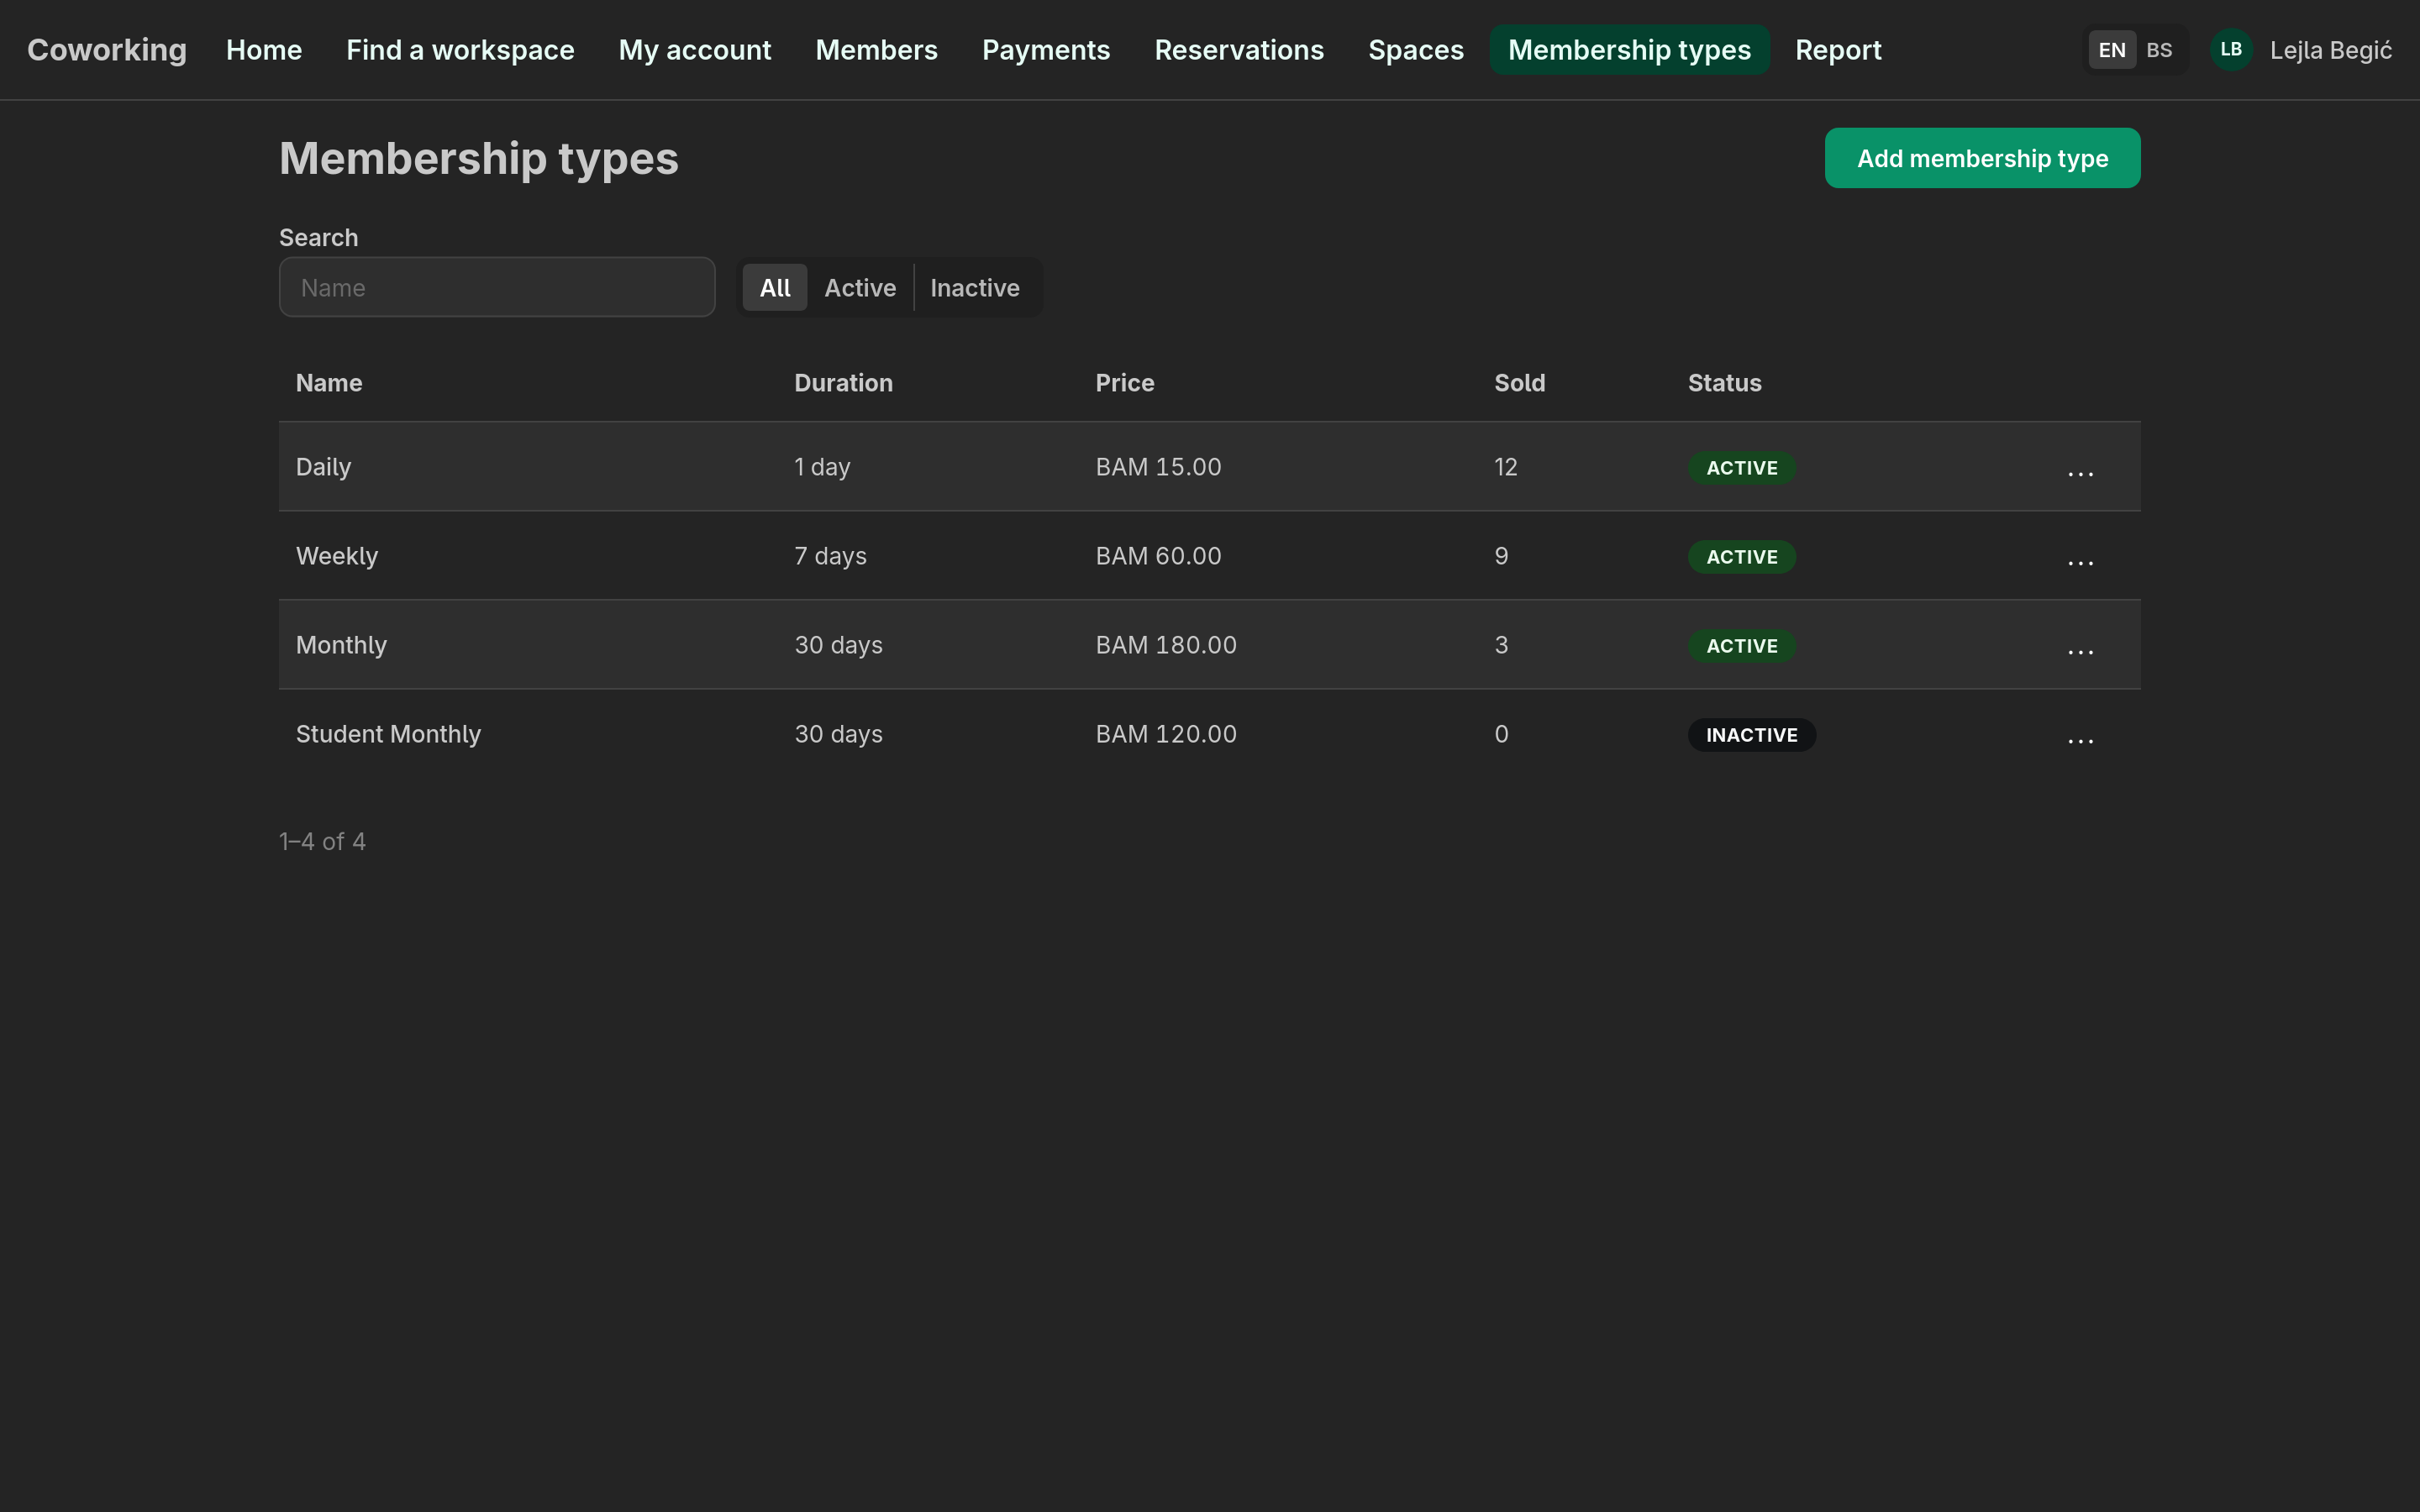 Coworking Home Find a workspace My account Members Payments Reservations Spaces Membership types Report EN BS LB Lejla Begić
Membership types Add membership type
Search
Name All Active Inactive
Name Duration Price Sold Status
Daily 1 day BAM 15.00 12 ACTIVE ...
Weekly 7 days BAM 60.00 9 ACTIVE ...
Monthly 30 days BAM 180.00 3 ACTIVE ...
Student Monthly 30 days BAM 120.00 0 INACTIVE ...
1–4 of 4